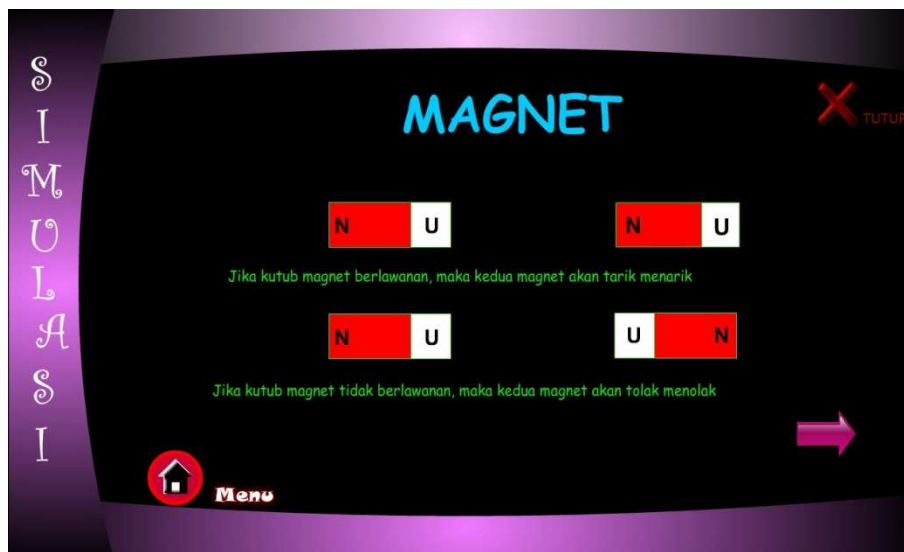 SIMULASI
MAGNET
TUTUP
N U N U
Jika kutub magnet berlawanan, maka kedua magnet akan tarik menarik
N U U N
Jika kutub magnet tidak berlawanan, maka kedua magnet akan tolak menolak
Menu